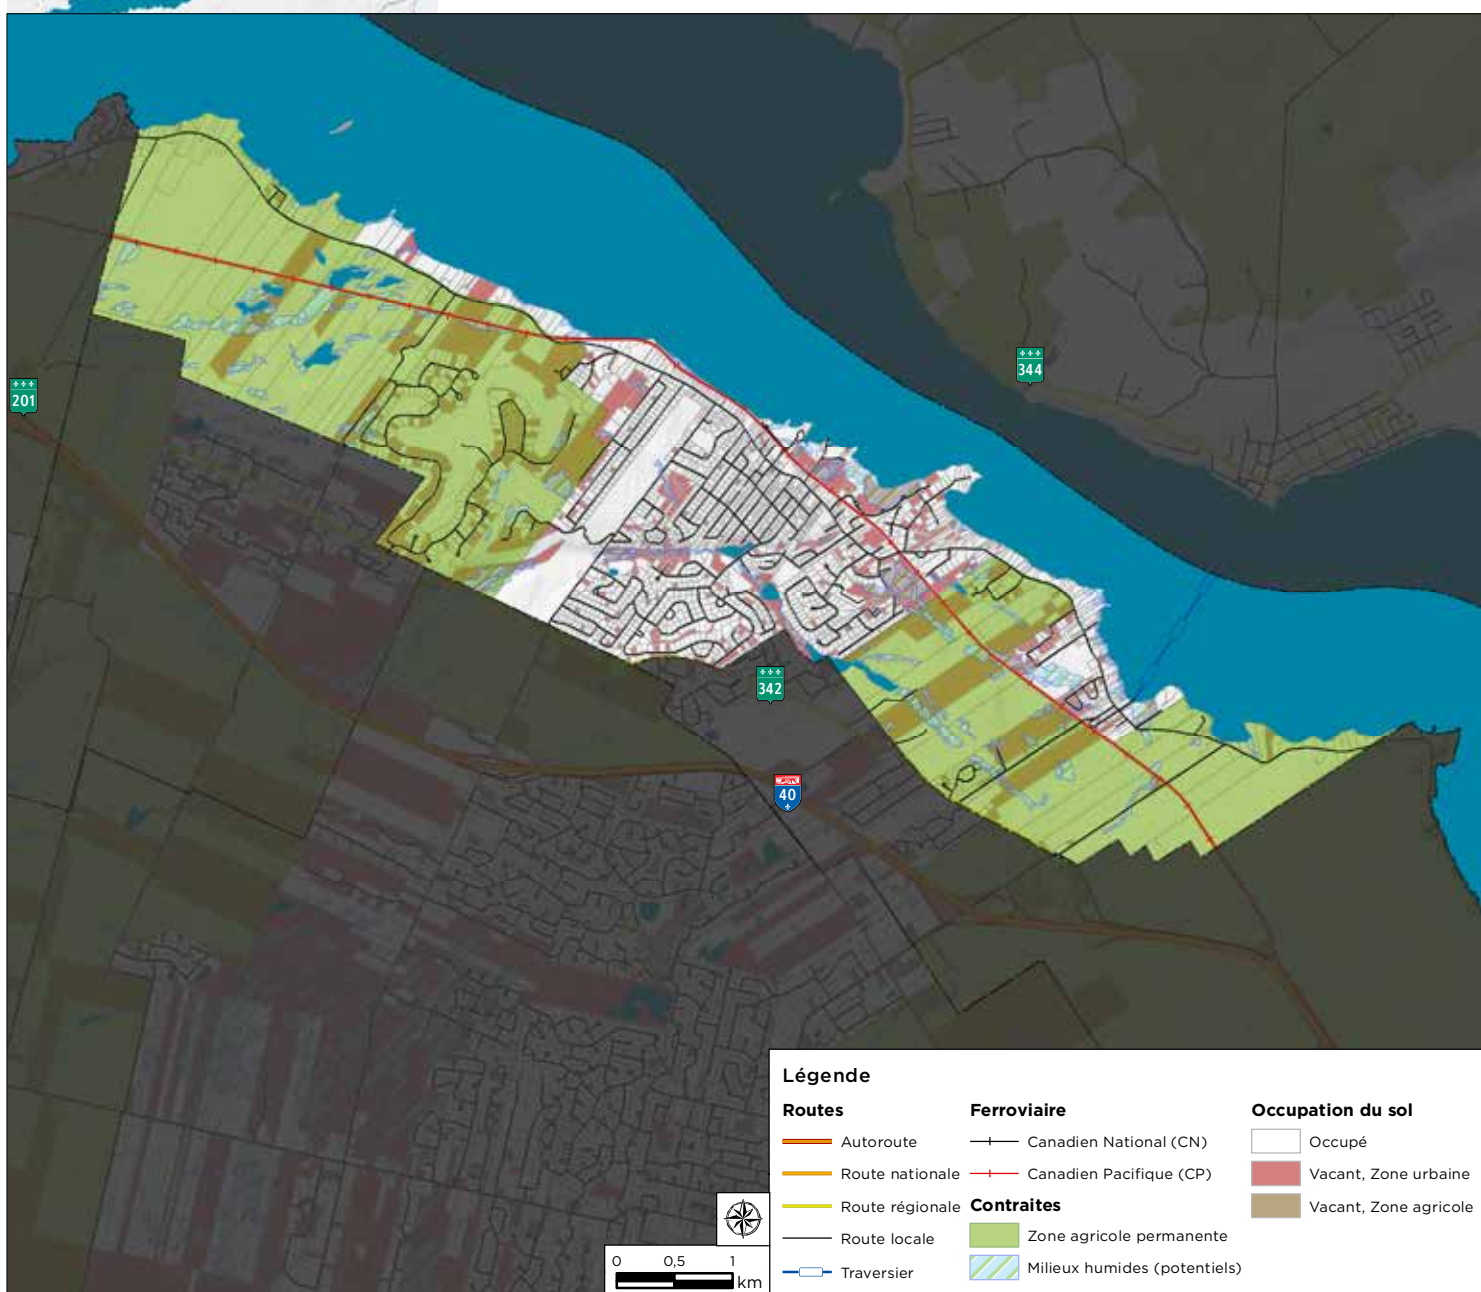 344
201
342
40
Légende
Routes
Autoroute
Route nationale
Route régionale
Route locale
Traversier
Ferroviaire
Canadien National (CN)
Canadien Pacifique (CP)
Contraites
Zone agricole permanente
Milieux humides (potentiels)
Occupation du sol
Occupé
Vacant, Zone urbaine
Vacant, Zone agricole
0 0,5 1
km